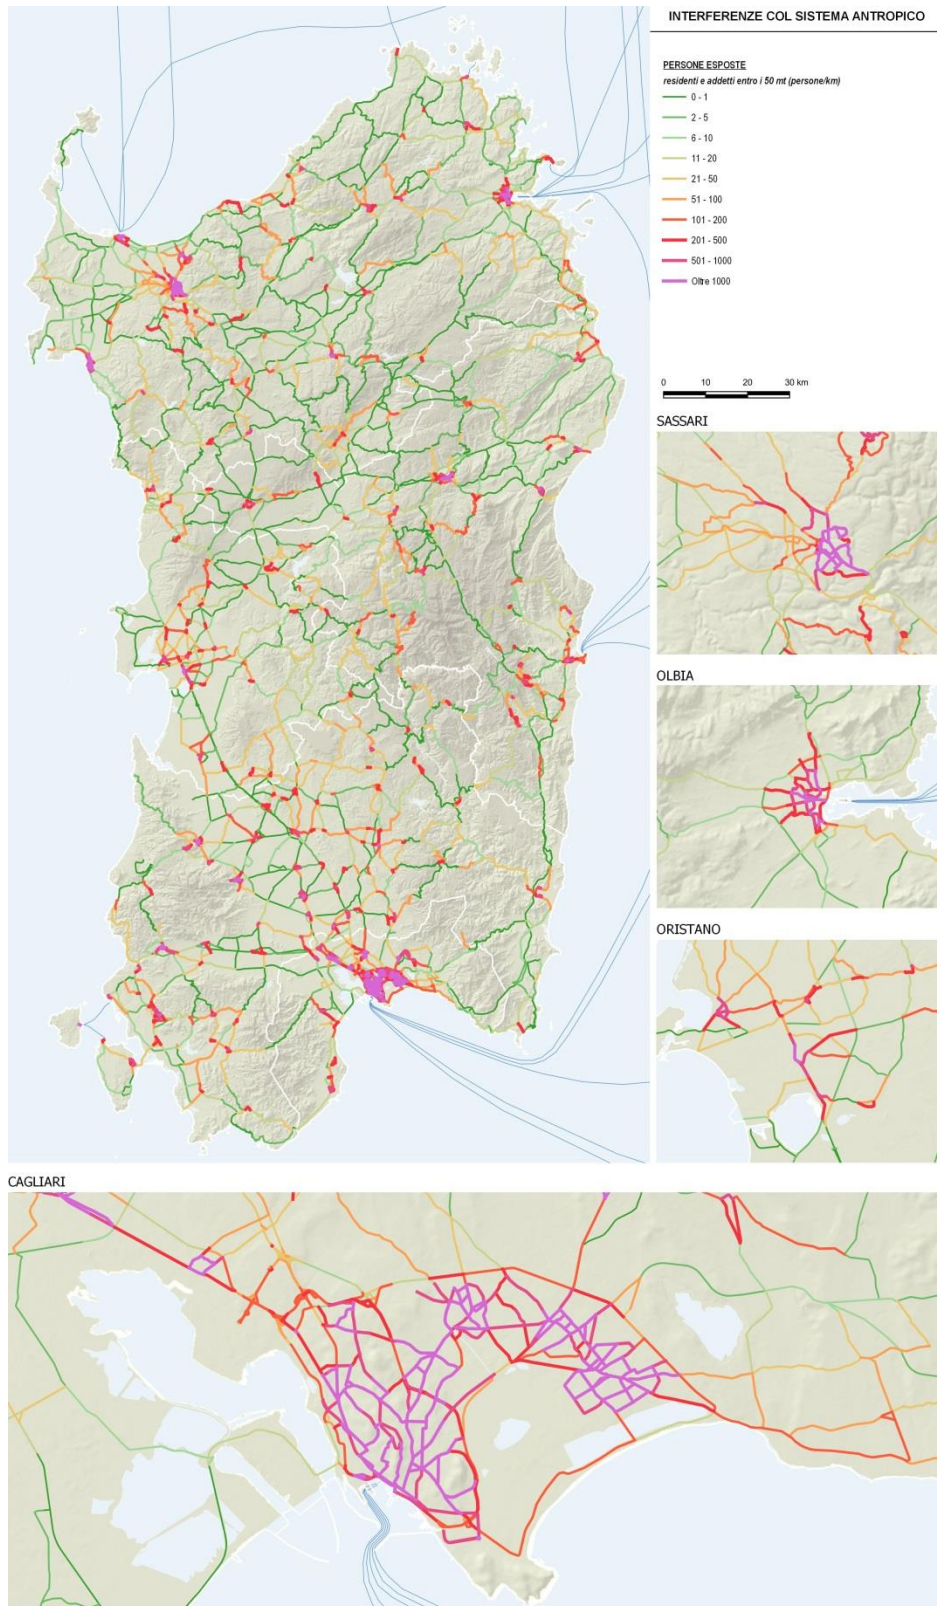 INTERFERENZE COL SISTEMA ANTROPICO
PERSONE ESPOSTE
residenti e addetti entro i 50 mt (persone/km)
0 - 1
2 - 5
6 - 10
11 - 20
21 - 50
51 - 100
101 - 200
201 - 500
501 - 1000
Oltre 1000
0 10 20 30 km
SASSARI
OLBIA
ORISTANO
CAGLIARI